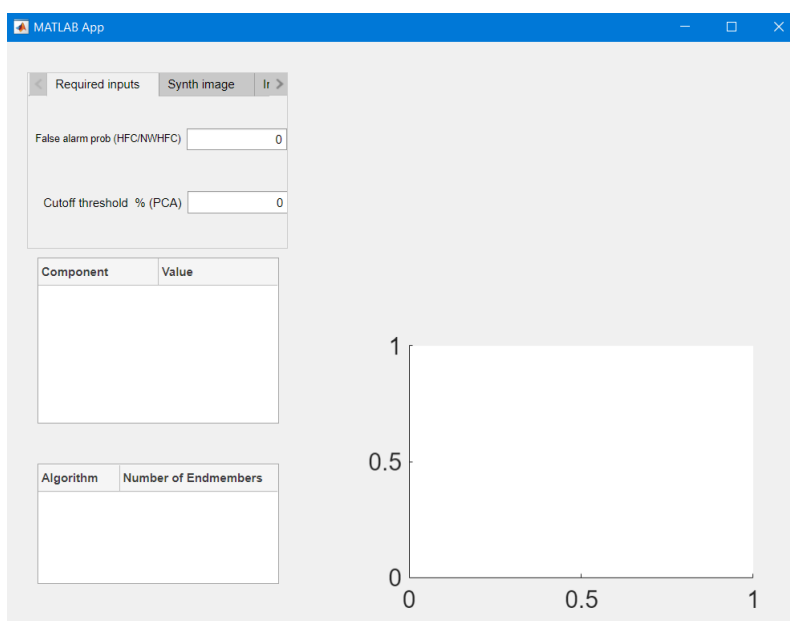 MATLAB App
Required inputs Synth image Ir
False alarm prob (HFC/NWHFC) 0
Cutoff threshold % (PCA) 0
Component Value
Algorithm Number of Endmembers
1
0.5
0
0 0.5 1